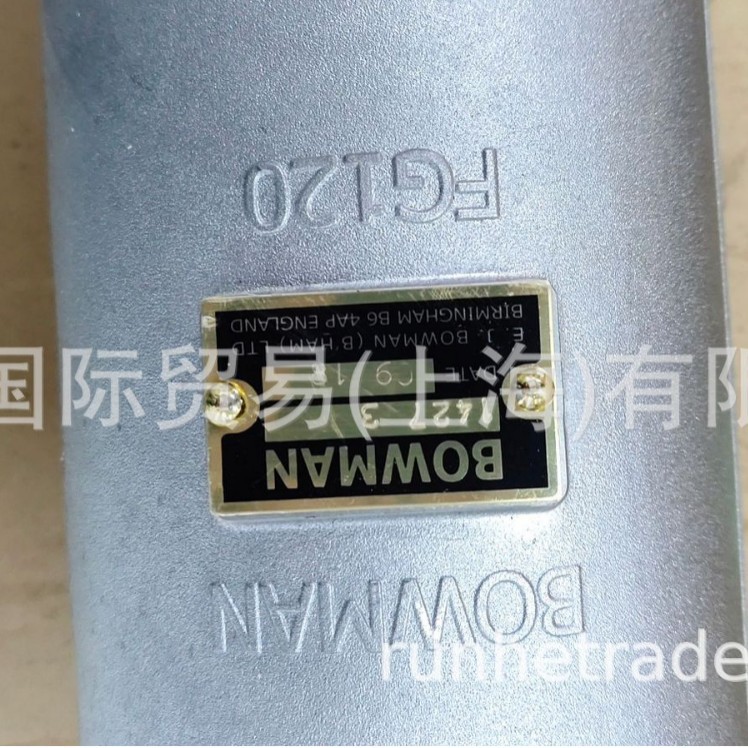 BOWMAN
BOWMAN
DATE
E. J. BOWMAN (B'HAM) LTD
BIRMINGHAM B6 4AP ENGLAND
FG120
国际贸易(上海)有限
runhetrade